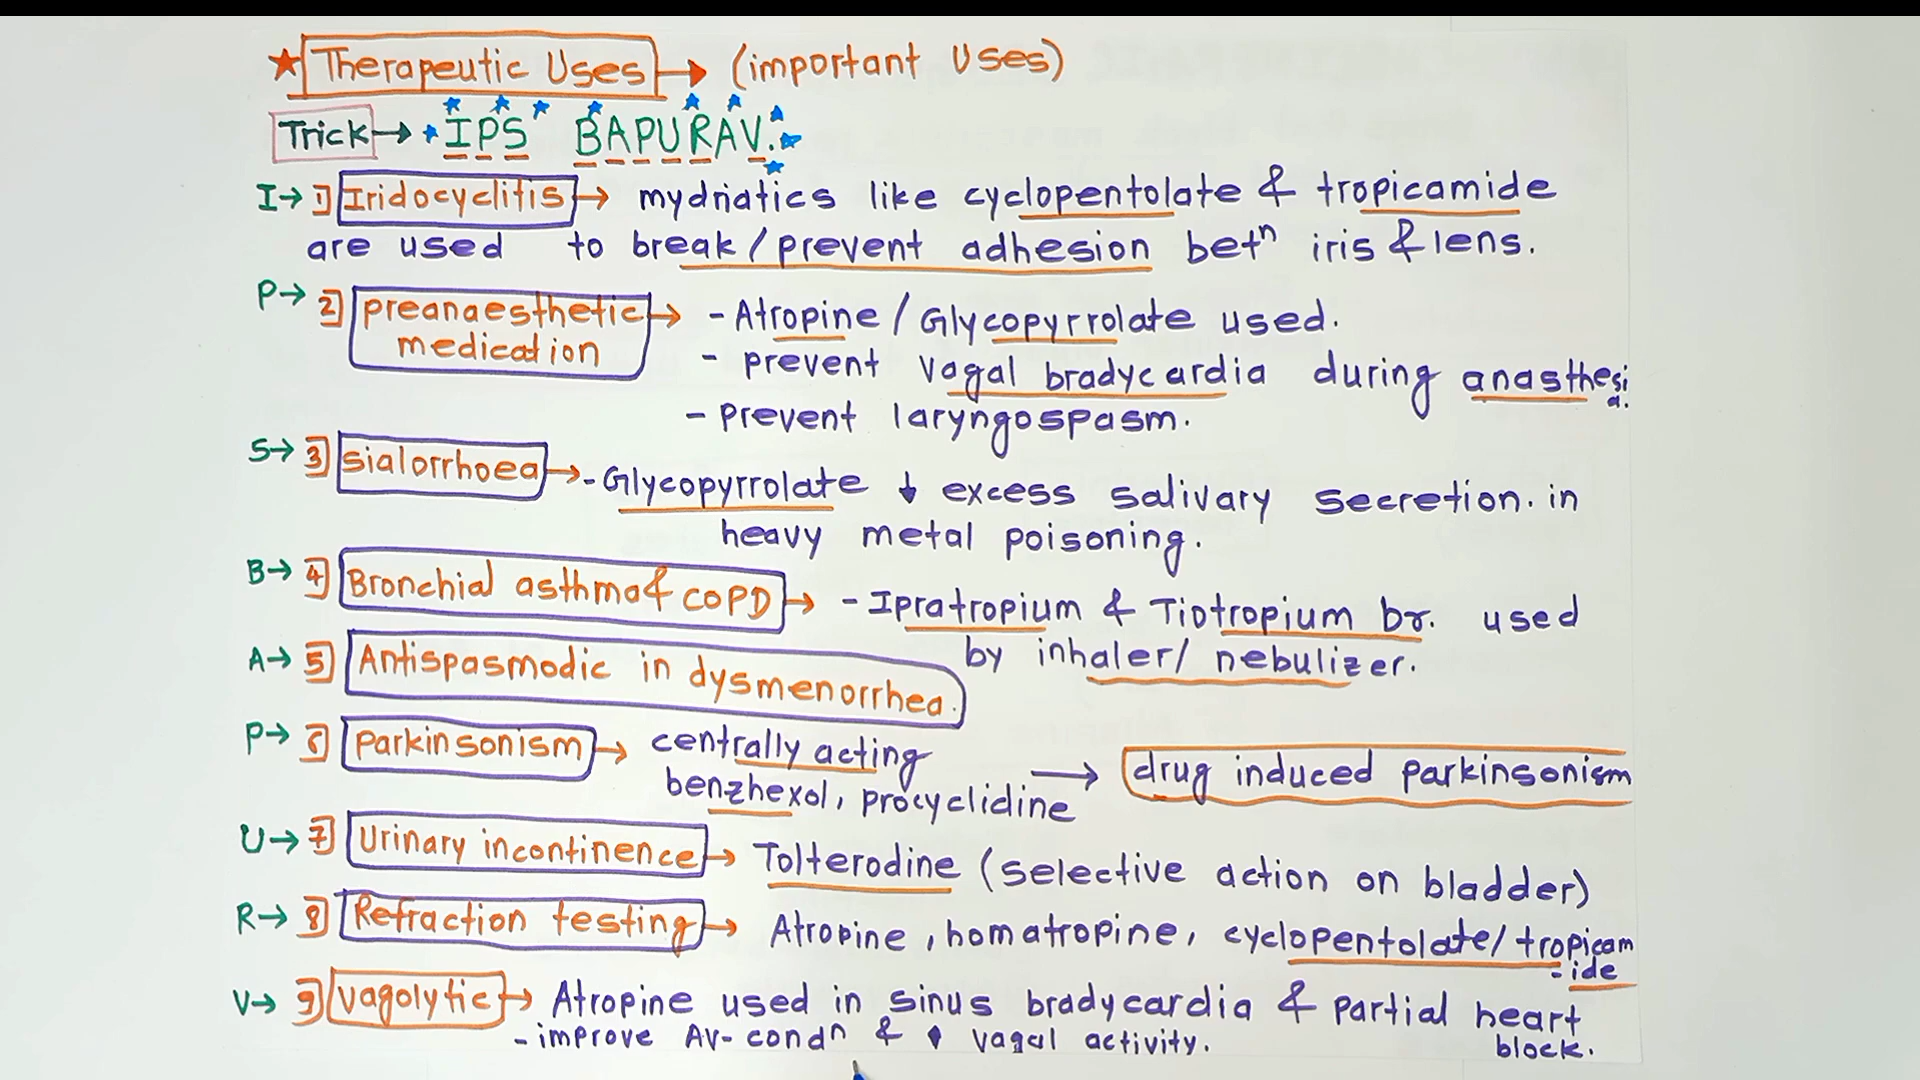 ★ Therapeutic Uses → (important Uses)
Trick → IPS BAPURAV.
I→ 1] Iridocyclitis → mydriatics like cyclopentolate & tropicamide
are used to break/prevent adhesion betⁿ iris & lens.
P→ 2] preanaesthetic medication → - Atropine / Glycopyrrolate used.
- prevent vagal bradycardia during anasthesia.
- prevent laryngospasm.
S→ 3] sialorrhoea → - Glycopyrrolate ↓ excess salivary secretion. in
heavy metal poisoning.
B→ 4] Bronchial asthma & COPD → - Ipratropium & Tiotropium br. used
by inhaler/ nebulizer.
A→ 5] Antispasmodic in dysmenorrhea.
P→ 6] parkinsonism → centrally acting
benzhexol, procyclidine → drug induced parkinsonism
U→ 7] Urinary incontinence → Tolterodine (selective action on bladder)
R→ 8] Refraction testing → Atropine, homatropine, cyclopentolate/ tropicam
-ide
V→ 9] vagolytic → Atropine used in sinus bradycardia & partial heart
block.
- improve AV-condⁿ & vagal activity.